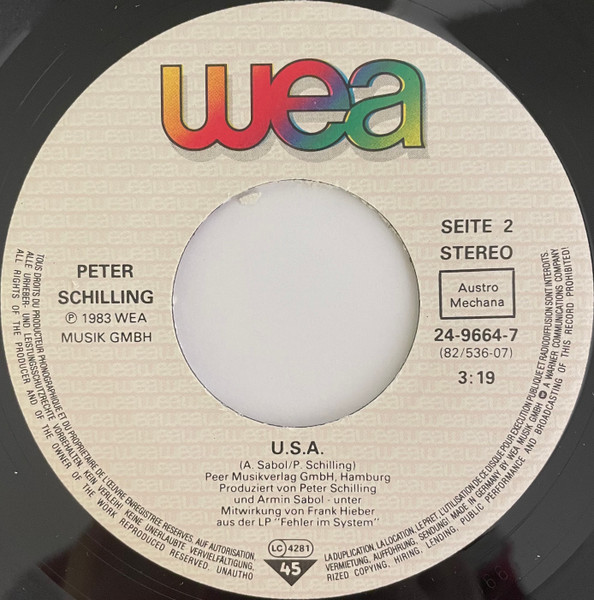 wea
SEITE 2
STEREO
Austro
Mechana
24-9664-7
(82/536-07)
3:19
PETER
SCHILLING
℗ 1983 WEA
MUSIK GMBH
U.S.A.
(A. Sabol/P. Schilling)
Peer Musikverlag GmbH, Hamburg
Produziert von Peter Schilling
und Armin Sabol - unter
Mitwirkung von Frank Hieber
aus der LP "Fehler im System"
LC 4281
45
TOUS DROITS DU PRODUCTEUR PHONOGRAPHIQUE ET DU PROPRIETAIRE DE L'ŒUVRE ENREGISTREE RESERVES. SAUF AUTORISATION,
LA DUPLICATION, LA LOCATION, LE PRET, L'UTILISATION DE CE DISQUE POUR EXECUTION PUBLIQUE ET RADIODIFFUSION SONT INTERDITS.
ALLE URHEBER- UND LEISTUNGSSCHUTZRECHTE VORBEHALTEN. KEIN VERLEIH! KEINE UNERLAUBTE VERVIELFÄLTIGUNG,
VERMIETUNG, AUFFÜHRUNG, SENDUNG! MADE IN GERMANY BY WEA MUSIK GMBH A WARNER COMMUNICATIONS COMPANY
ALL RIGHTS OF THE PRODUCER AND OF THE OWNER OF THE WORK REPRODUCED RESERVED. UNAUTHO
RIZED COPYING, HIRING, LENDING, PUBLIC PERFORMANCE AND BROADCASTING OF THIS RECORD PROHIBITED!